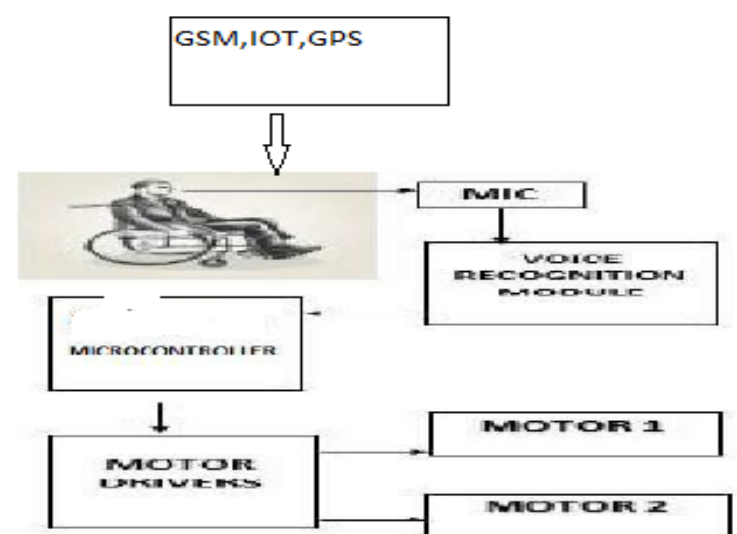 GSM,IOT,GPS
MIC
VOICE
RECOGNITION
MODULE
MICROCONTROLLER
MOTOR
DRIVERS
MOTOR 1
MOTOR 2